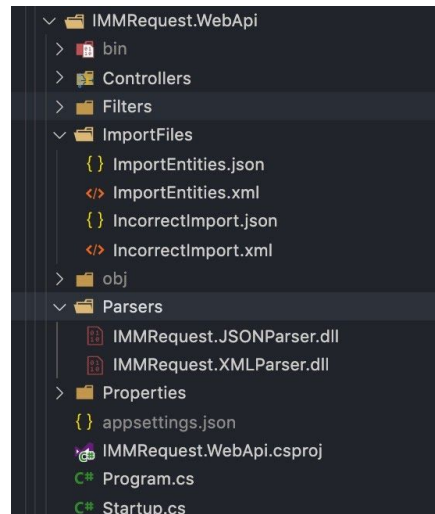 IMMRequest.WebApi
bin
Controllers
Filters
ImportFiles
{ } ImportEntities.json
</> ImportEntities.xml
{ } IncorrectImport.json
</> IncorrectImport.xml
obj
Parsers
IMMRequest.JSONParser.dll
IMMRequest.XMLParser.dll
Properties
{ } appsettings.json
IMMRequest.WebApi.csproj
C# Program.cs
C# Startup.cs